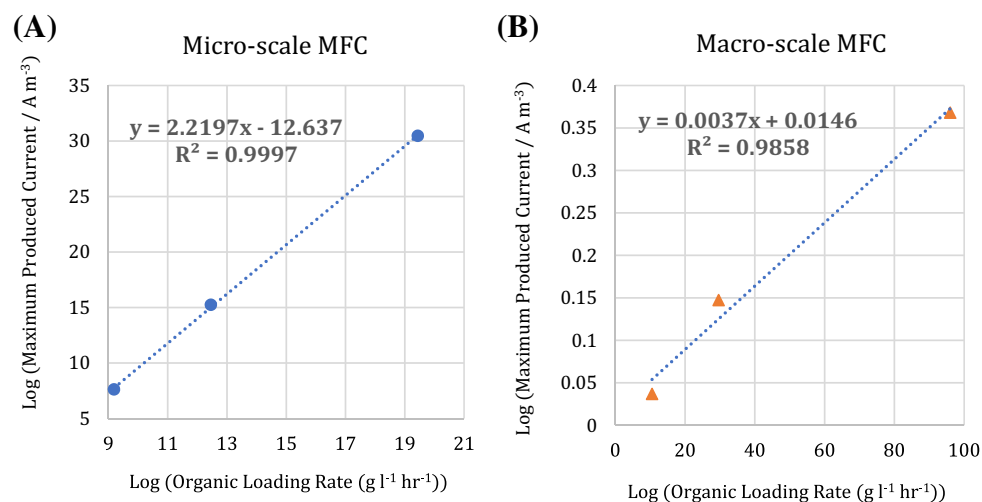 (A)
Micro-scale MFC
y = 2.2197x - 12.637
R² = 0.9997
Log (Maximum Produced Current / A m⁻³)
35
30
25
20
15
10
5
9 11 13 15 17 19 21
Log (Organic Loading Rate (g l⁻¹ hr⁻¹))
(B)
Macro-scale MFC
y = 0.0037x + 0.0146
R² = 0.9858
Log (Maximum Produced Current / A m⁻³)
0.4
0.35
0.3
0.25
0.2
0.15
0.1
0.05
0
0 20 40 60 80 100
Log (Organic Loading Rate (g l⁻¹ hr⁻¹))